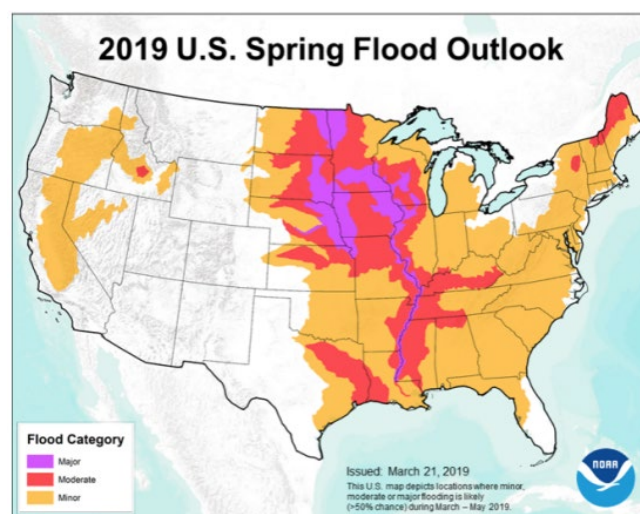 2019 U.S. Spring Flood Outlook
Flood Category
Major
Moderate
Minor
Issued: March 21, 2019
This U.S. map depicts locations where minor,
moderate or major flooding is likely
(>50% chance) during March – May 2019.
NOAA